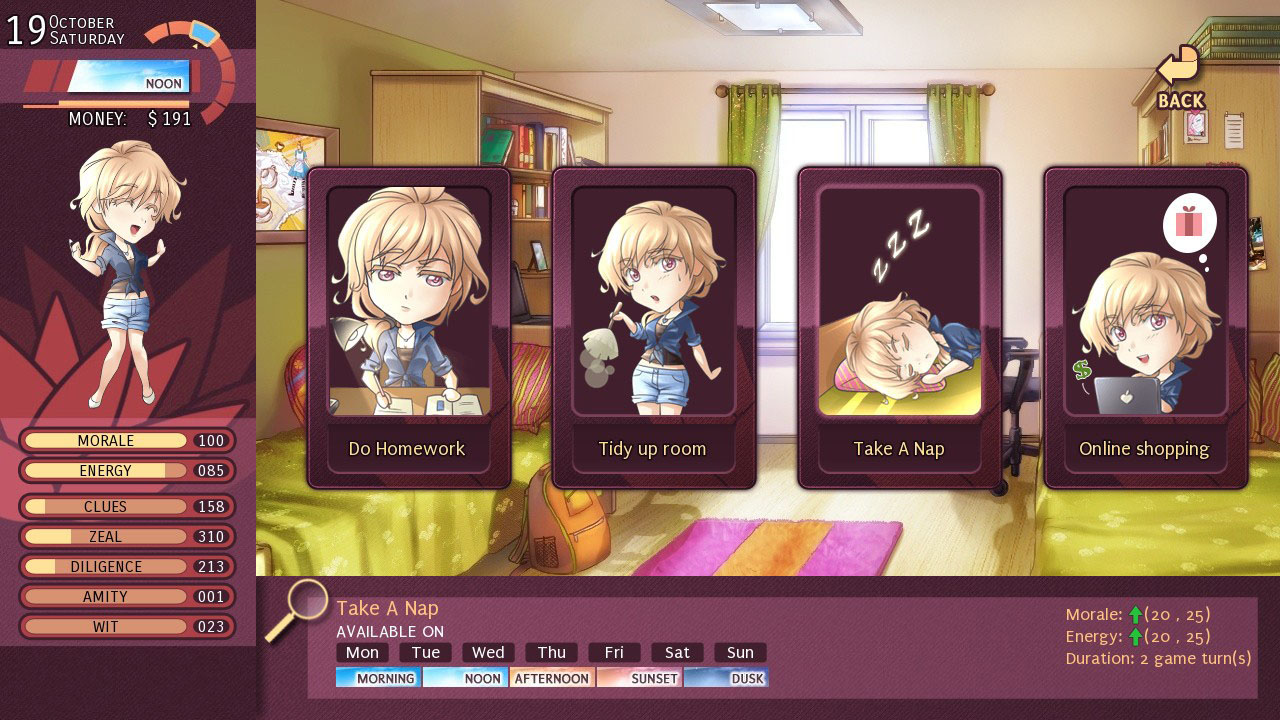 19 OCTOBER
SATURDAY
NOON
MONEY: $ 191
MORALE 100
ENERGY 085
CLUES 158
ZEAL 310
DILIGENCE 213
AMITY 001
WIT 023
BACK
Do Homework
Tidy up room
z z z
Take A Nap
$
Online shopping
Take A Nap
AVAILABLE ON
Mon Tue Wed Thu Fri Sat Sun
MORNING NOON AFTERNOON SUNSET DUSK
Morale: (20 , 25)
Energy: (20 , 25)
Duration: 2 game turn(s)